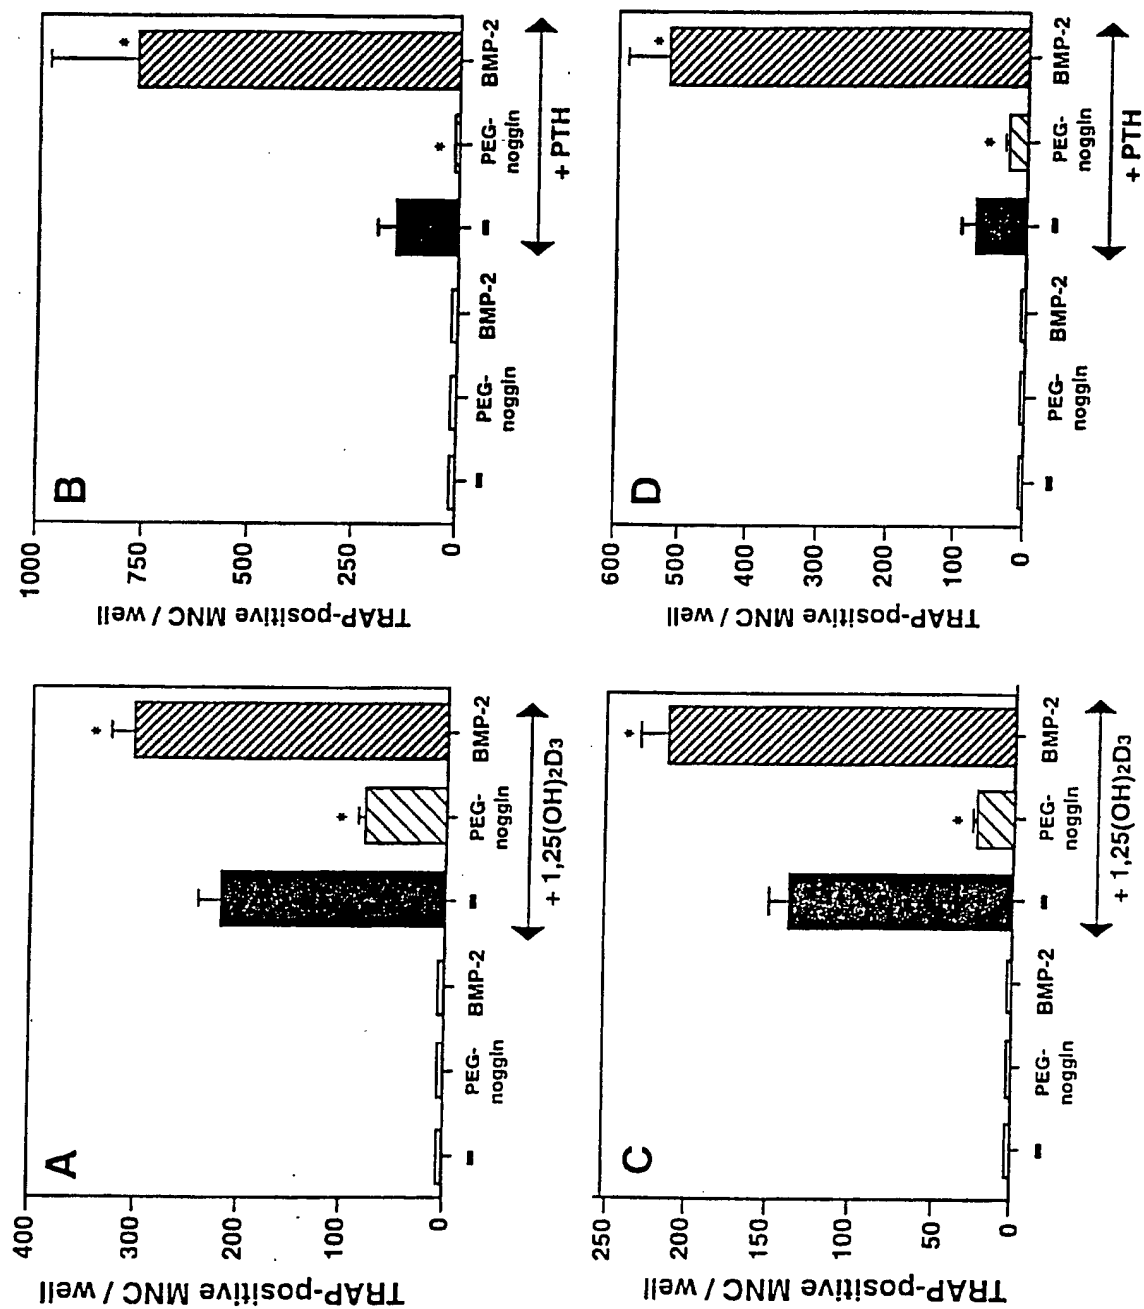 A
TRAP-positive MNC / well
400
300
200
100
0
–
PEG-
noggin
BMP-2
–
PEG-
noggin
BMP-2
+ 1,25(OH)2D3
B
TRAP-positive MNC / well
1000
750
500
250
0
–
PEG-
noggin
BMP-2
–
PEG-
noggin
BMP-2
* *
+ PTH
C
TRAP-positive MNC / well
250
200
150
100
50
0
–
PEG-
noggin
BMP-2
–
PEG-
noggin
BMP-2
* *
+ 1,25(OH)2D3
D
TRAP-positive MNC / well
600
500
400
300
200
100
0
–
PEG-
noggin
BMP-2
–
PEG-
noggin
BMP-2
* *
+ PTH